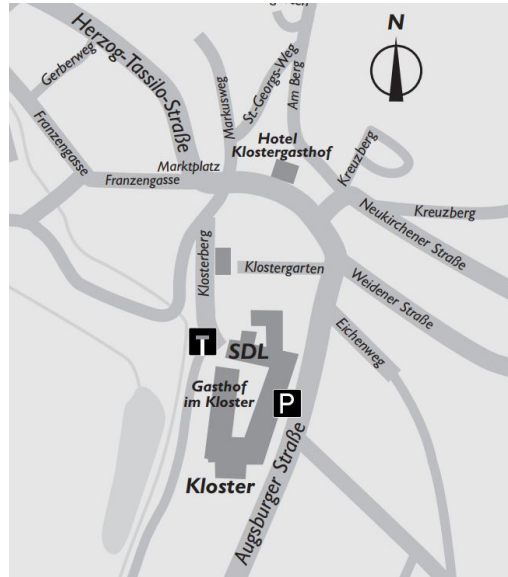 N
Herzog-Tassilo-Straße
Gerberweg
Markusweg
St.-Georgs-Weg
Am Berg
Hotel
Klostergasthof
Franzengasse
Marktplatz
Franzengasse
Kreuzberg
Kreuzberg
Neukirchener Straße
Klosterberg
Klostergarten
Weidener Straße
Eichenweg
T
SDL
Gasthof
im Kloster
P
Kloster
Augsburger Straße